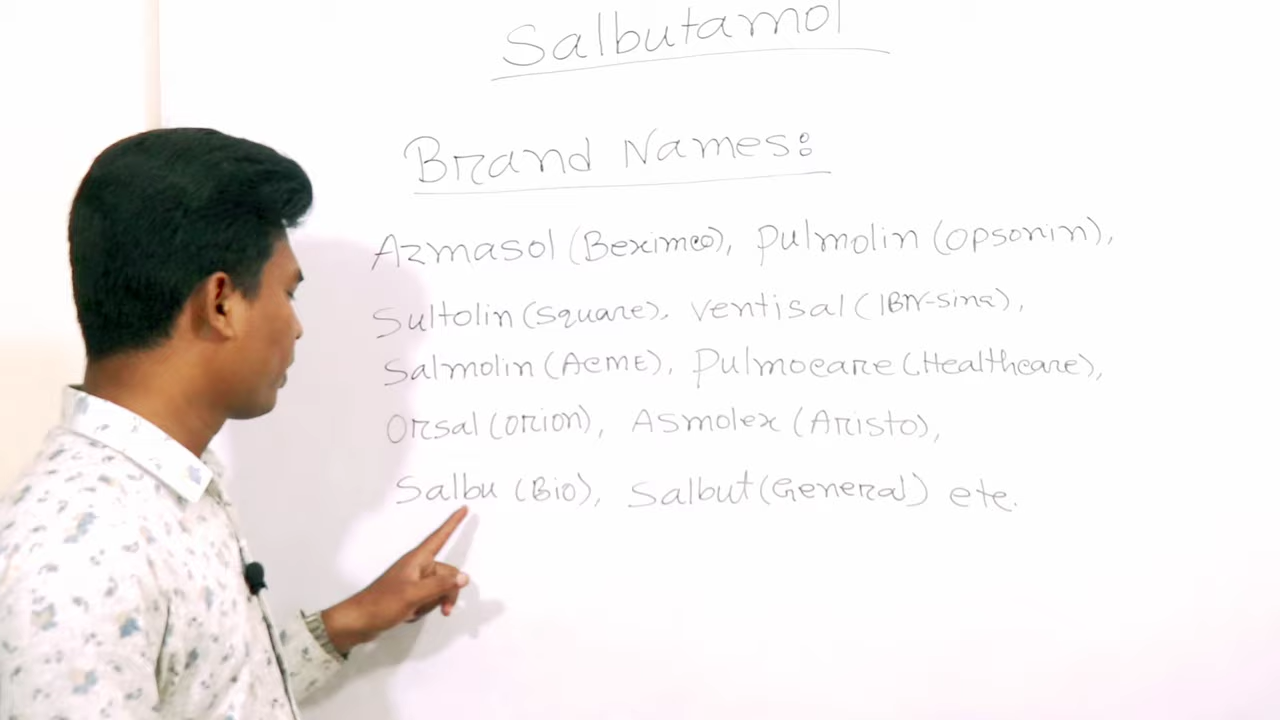 Salbutamol
Brand Names:
Azmasol (Beximco), Pulmolin (Opsonin),
Sultolin (Square), Ventisal (IBN-sina),
Salmolin (Acme), Pulmocare (Healthcare),
Orsal (Orion), Asmolex (Aristo),
Salbu (Bio), Salbut (General) etc.